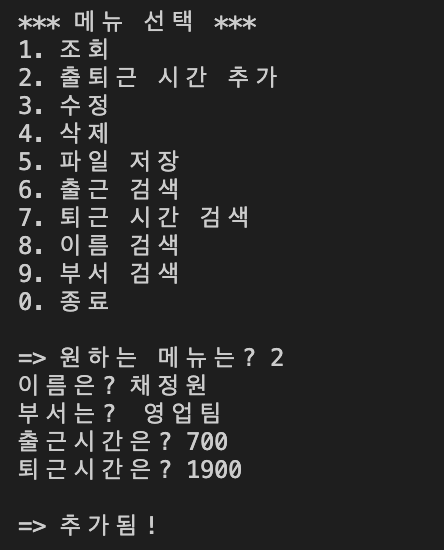 *** 메뉴 선택 ***
1. 조회
2. 출퇴근 시간 추가
3. 수정
4. 삭제
5. 파일 저장
6. 출근 검색
7. 퇴근 시간 검색
8. 이름 검색
9. 부서 검색
0. 종료
=> 원하는 메뉴는? 2
이름은? 채정원
부서는? 영업팀
출근시간은? 700
퇴근시간은? 1900
=> 추가됨!